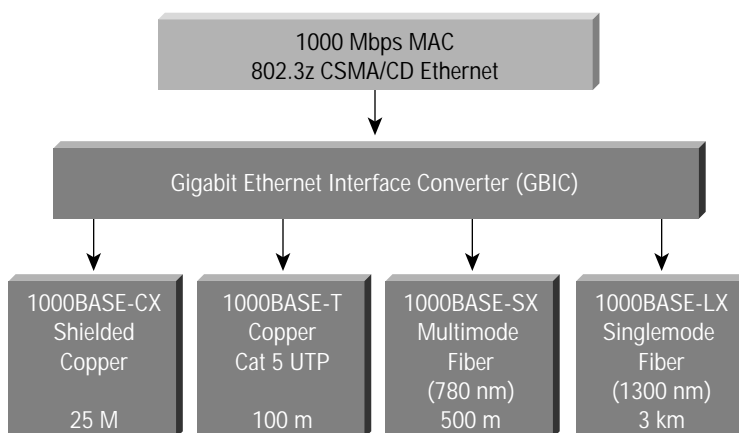 1000 Mbps MAC
802.3z CSMA/CD Ethernet
Gigabit Ethernet Interface Converter (GBIC)
1000BASE-CX
Shielded
Copper
25 M
1000BASE-T
Copper
Cat 5 UTP
100 m
1000BASE-SX
Multimode
Fiber
(780 nm)
500 m
1000BASE-LX
Singlemode
Fiber
(1300 nm)
3 km